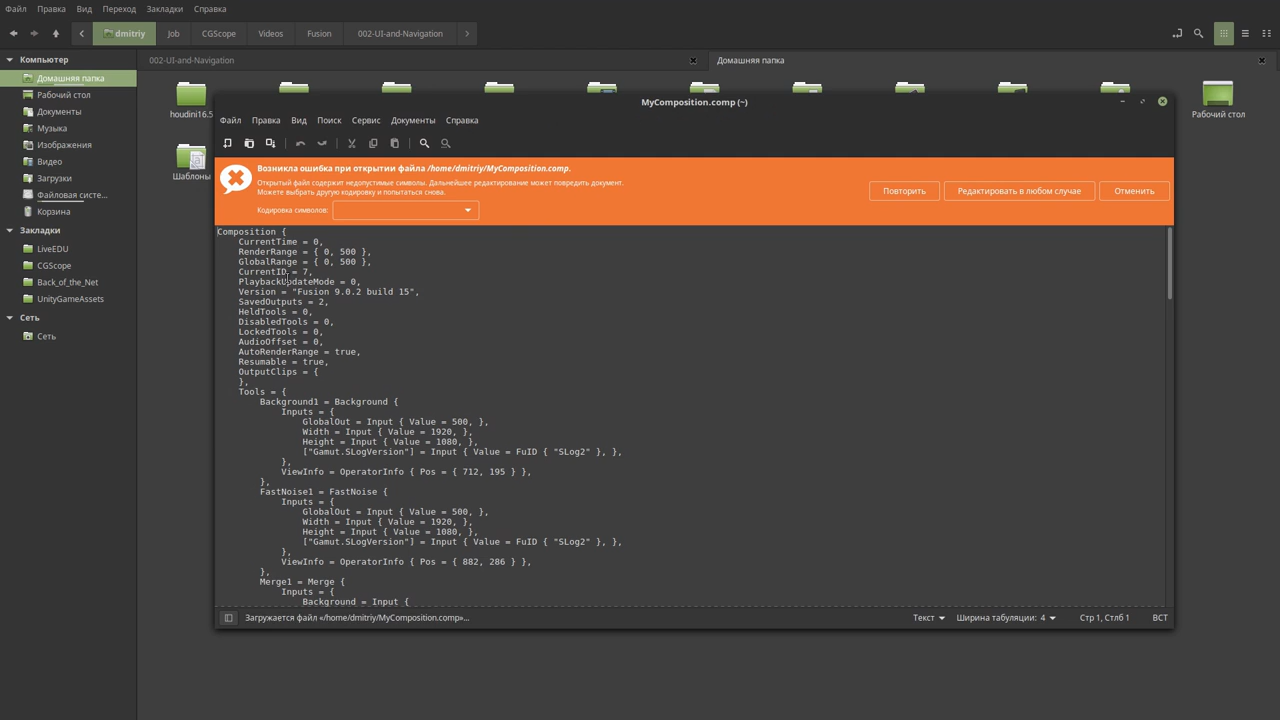 Файл Правка Вид Переход Закладки Справка
dmitriy Job CGScope Videos Fusion 002-UI-and-Navigation
Компьютер
Домашняя папка
Рабочий стол
Документы
Музыка
Изображения
Видео
Загрузки
Файловая систе...
Корзина
Закладки
LiveEDU
CGScope
Back_of_the_Net
UnityGameAssets
Сеть
Сеть
002-UI-and-Navigation
Домашняя папка
houdini16.5
Шаблоны
Рабочий стол
MyComposition.comp (~)
Файл Правка Вид Поиск Сервис Документы Справка
Возникла ошибка при открытии файла /home/dmitriy/MyComposition.comp.
Открытый файл содержит недопустимые символы. Дальнейшее редактирование может повредить документ.
Можете выбрать другую кодировку и попытаться снова.
Кодировка символов:
Повторить Редактировать в любом случае Отменить
Composition {
CurrentTime = 0,
RenderRange = { 0, 500 },
GlobalRange = { 0, 500 },
CurrentID = 7,
PlaybackUpdateMode = 0,
Version = "Fusion 9.0.2 build 15",
SavedOutputs = 2,
HeldTools = 0,
DisabledTools = 0,
LockedTools = 0,
AudioOffset = 0,
AutoRenderRange = true,
Resumable = true,
OutputClips = {
},
Tools = {
Background1 = Background {
Inputs = {
GlobalOut = Input { Value = 500, },
Width = Input { Value = 1920, },
Height = Input { Value = 1080, },
["Gamut.SLogVersion"] = Input { Value = FuID { "SLog2" }, },
},
ViewInfo = OperatorInfo { Pos = { 712, 195 } },
},
FastNoise1 = FastNoise {
Inputs = {
GlobalOut = Input { Value = 500, },
Width = Input { Value = 1920, },
Height = Input { Value = 1080, },
["Gamut.SLogVersion"] = Input { Value = FuID { "SLog2" }, },
},
ViewInfo = OperatorInfo { Pos = { 882, 286 } },
},
Merge1 = Merge {
Inputs = {
Background = Input {
Загружается файл «/home/dmitriy/MyComposition.comp»...
Текст Ширина табуляции: 4 Стр 1, Стлб 1 ВСТ